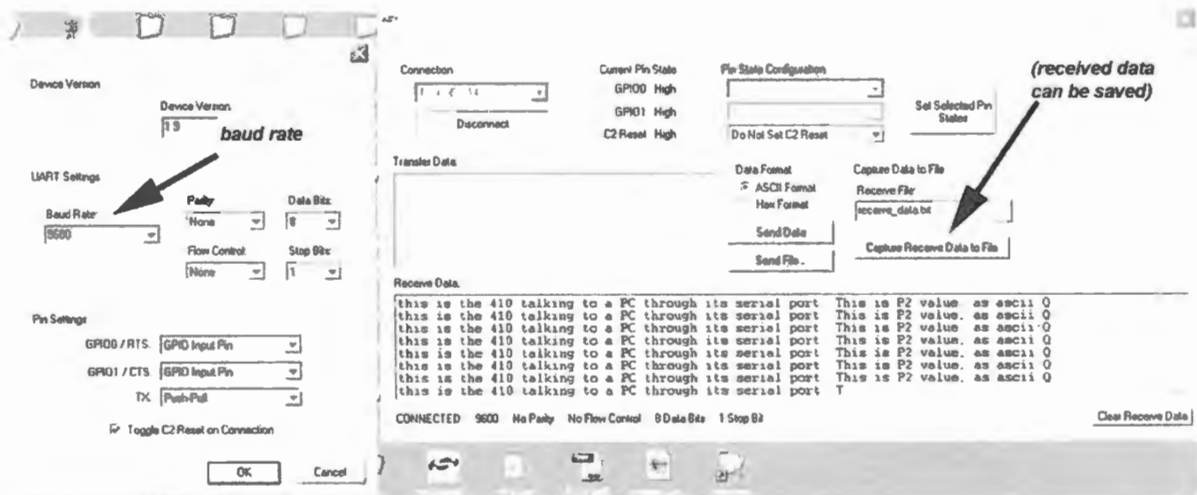 Device Version
Device Version
1 9
baud rate
UART Settings
Baud Rate:
9600
Parity
None
Data Bits:
8
Flow Control:
None
Stop Bits:
1
Pin Settings
GPIO0 / RTS. GPIO Input Pin
GPIO1 / CTS. GPIO Input Pin
TX. Push-Pull
Toggle C2 Reset on Connection
OK Cancel
Connection
Disconnect
Current Pin State
GPIO0 High
GPIO1 High
C2 Reset High
Pin State Configuration
Do Not Set C2 Reset
Set Selected Pin
States
(received data
can be saved)
Transfer Data
Data Format
ASCII Format
Hex Format
Send Data
Send File .
Capture Data to File
Receive File:
receive_data.txt
Capture Receive Data to File
Receive Data.
this is the 410 talking to a PC through its serial port This is P2 value. as ascii Q
this is the 410 talking to a PC through its serial port This is P2 value, as ascii Q
this is the 410 talking to a PC through its serial port This is P2 value as ascii Q
this is the 410 talking to a PC through its serial port This is P2 value, as ascii Q
this is the 410 talking to a PC through its serial port This is P2 value, as ascii Q
this is the 410 talking to a PC through its serial port This is P2 value, as ascii Q
this is the 410 talking to a PC through its serial port This is P2 value, as ascii Q
this is the 410 talking to a PC through its serial port T
CONNECTED 9600 No Parity No Flow Control 8 Data Bits 1 Stop Bit
Clear Receive Data